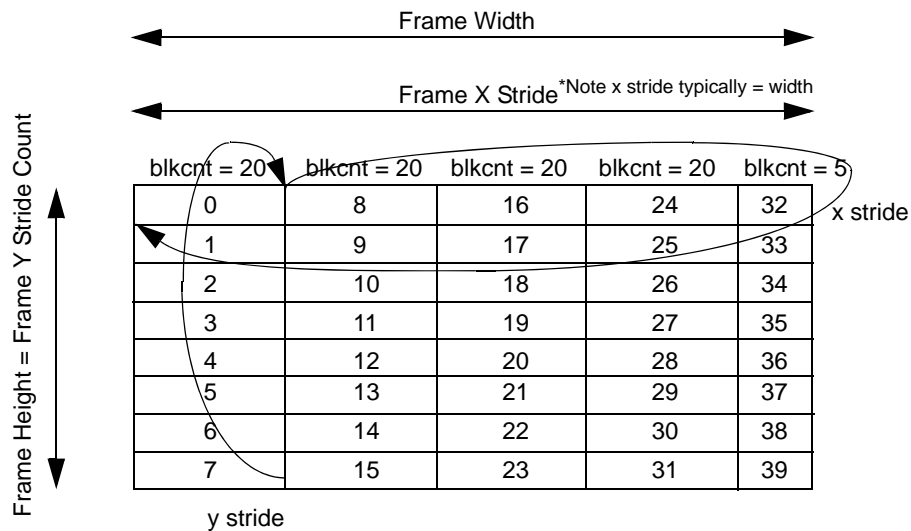 Frame Width
Frame X Stride*Note x stride typically = width
Frame Height = Frame Y Stride Count
blkcnt = 20 blkcnt = 20 blkcnt = 20 blkcnt = 20 blkcnt = 5
0 8 16 24 32 x stride
1 9 17 25 33
2 10 18 26 34
3 11 19 27 35
4 12 20 28 36
5 13 21 29 37
6 14 22 30 38
7 15 23 31 39
y stride